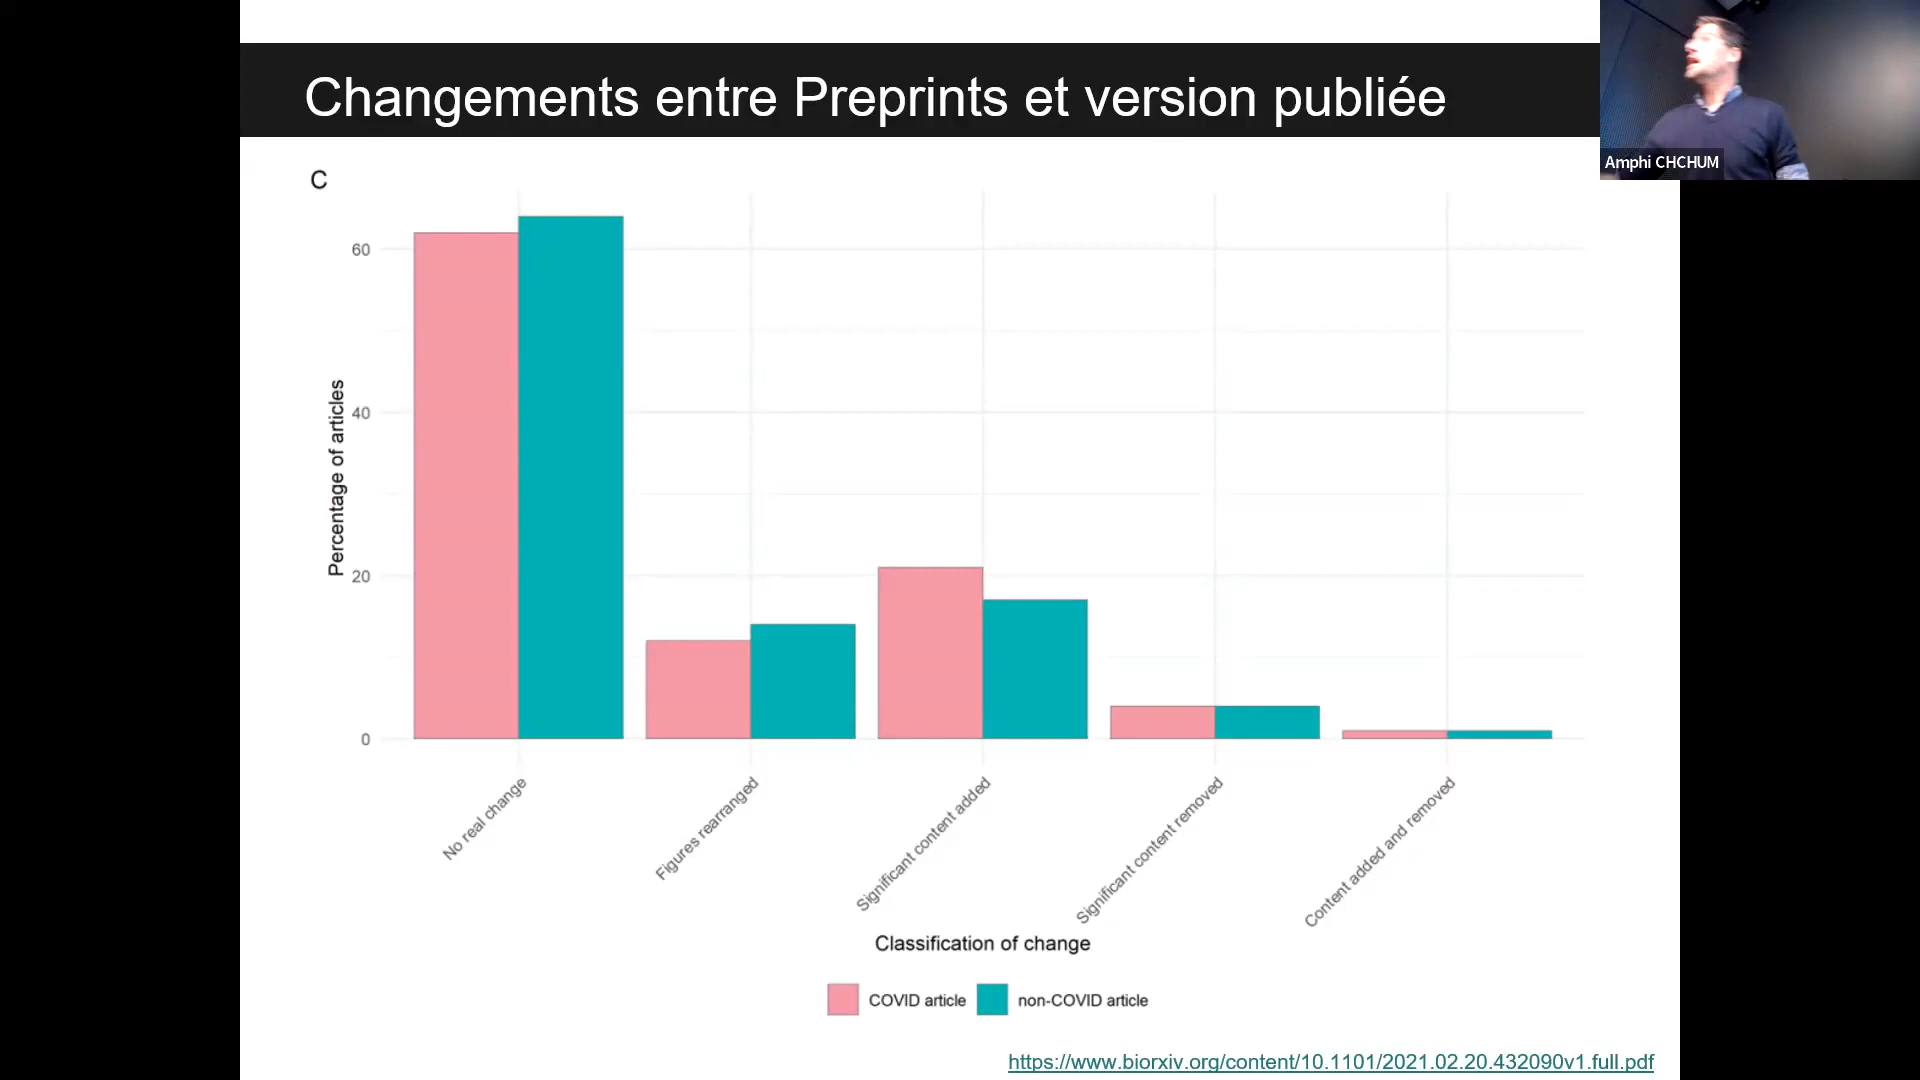 Changements entre Preprints et version publiée
Amphi CHCHUM
C
60
40
20
0
Percentage of articles
No real change
Figures rearranged
Significant content added
Significant content removed
Content added and removed
Classification of change
COVID article
non-COVID article
https://www.biorxiv.org/content/10.1101/2021.02.20.432090v1.full.pdf